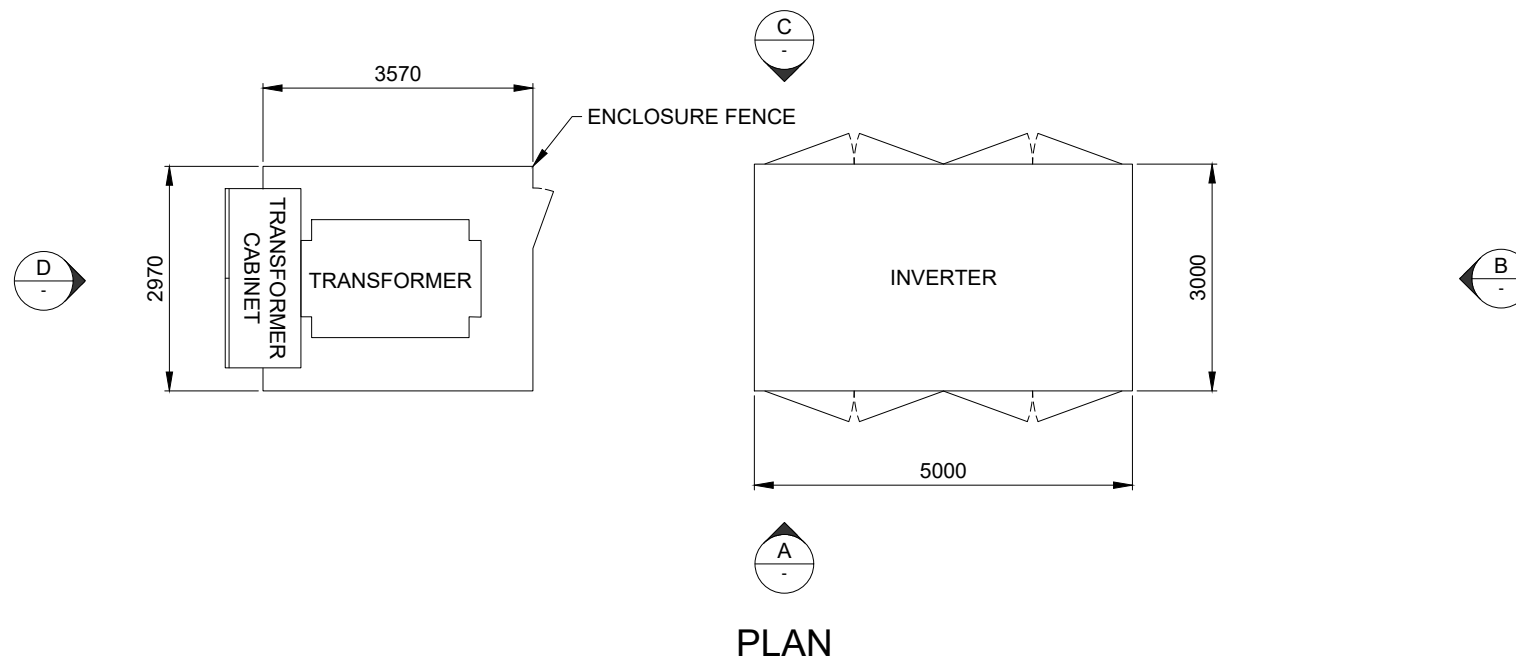 C
-
3570
ENCLOSURE FENCE
TRANSFORMER
CABINET
TRANSFORMER
2970
D
-
INVERTER
3000
B
-
5000
A
-
PLAN